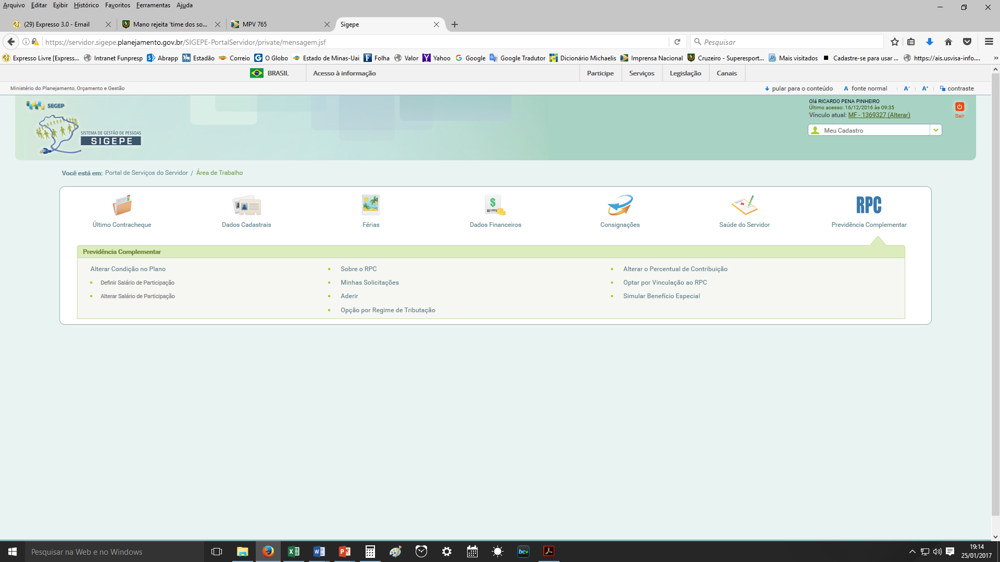 Arquivo Editar Exibir Histórico Favoritos Ferramentas Ajuda
(29) Expresso 3.0 - Email
Mano rejeita 'time dos so...
MPV 765
Sigepe
https://servidor.sigepe.planejamento.gov.br/SIGEPE-PortalServidor/private/mensagem.jsf
Pesquisar
Expresso Livre [Express... Intranet Funpresp Abrapp Estadão Correio O Globo Estado de Minas-Uai Folha Valor Yahoo Google Google Tradutor Dicionário Michaelis Imprensa Nacional Cruzeiro - Superesport... Mais visitados Cadastre-se para usar ... https://ais.usvisa-info....
BRASIL Acesso à informação Participe Serviços Legislação Canais
Ministério do Planejamento, Orçamento e Gestão
pular para o conteúdo A fonte normal A- A+ contraste
SEGEP
SISTEMA DE GESTÃO DE PESSOAS
SIGEPE
Olá RICARDO PENA PINHEIRO
Último acesso: 16/12/2016 às 09:35
Vínculo atual: MF - 1369327 (Alterar)
Sair
Meu Cadastro
Você está em: Portal de Serviços do Servidor / Área de Trabalho
RPC
Último Contracheque
Dados Cadastrais
Férias
Dados Financeiros
Consignações
Saúde do Servidor
Previdência Complementar
Previdência Complementar
Alterar Condição no Plano
Definir Salário de Participação
Alterar Salário de Participação
Sobre o RPC
Minhas Solicitações
Aderir
Opção por Regime de Tributação
Alterar o Percentual de Contribuição
Optar por Vinculação ao RPC
Simular Benefício Especial
Pesquisar na Web e no Windows
bc+
19:14
25/01/2017